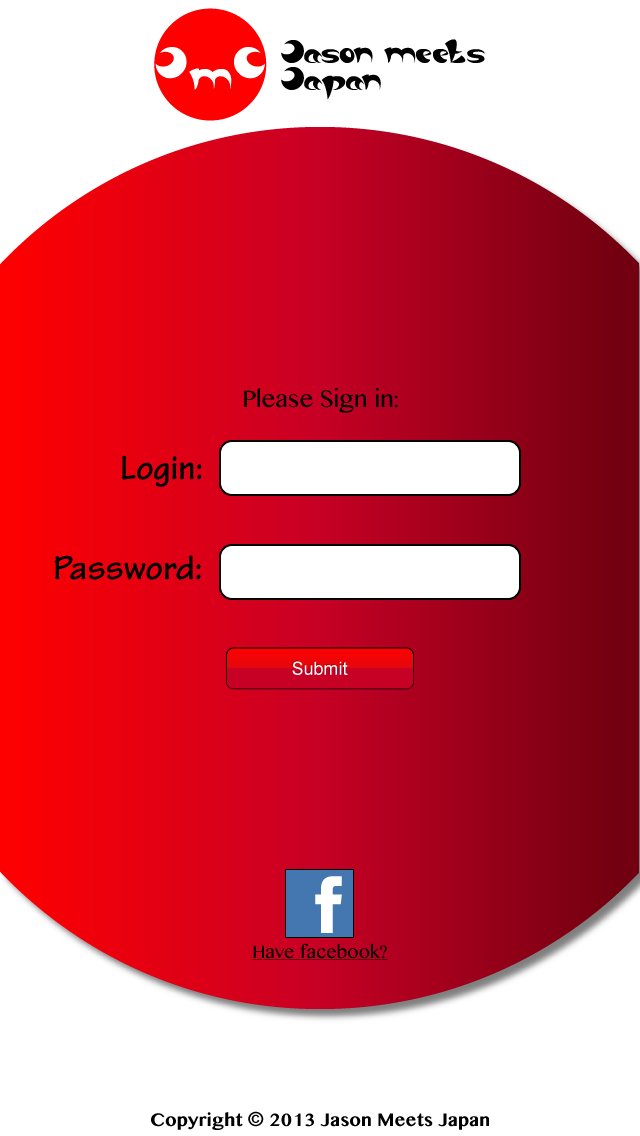 Jason meets
Japan
Please Sign in:
Login:
Password:
Submit
f
Have facebook?
Copyright © 2013 Jason Meets Japan